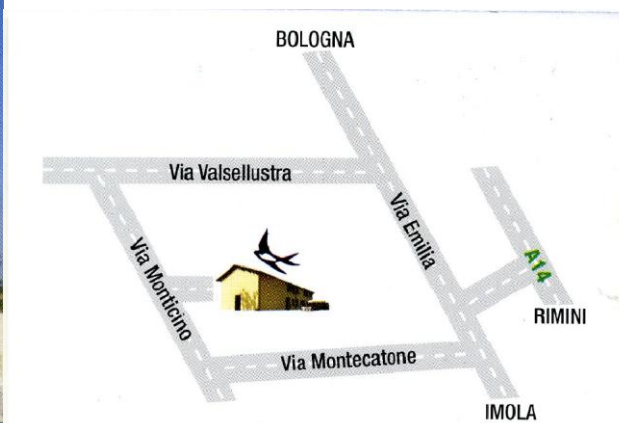 BOLOGNA
Via Valsellustra
Via Emilia
Via Monticino
A14
RIMINI
Via Montecatone
IMOLA